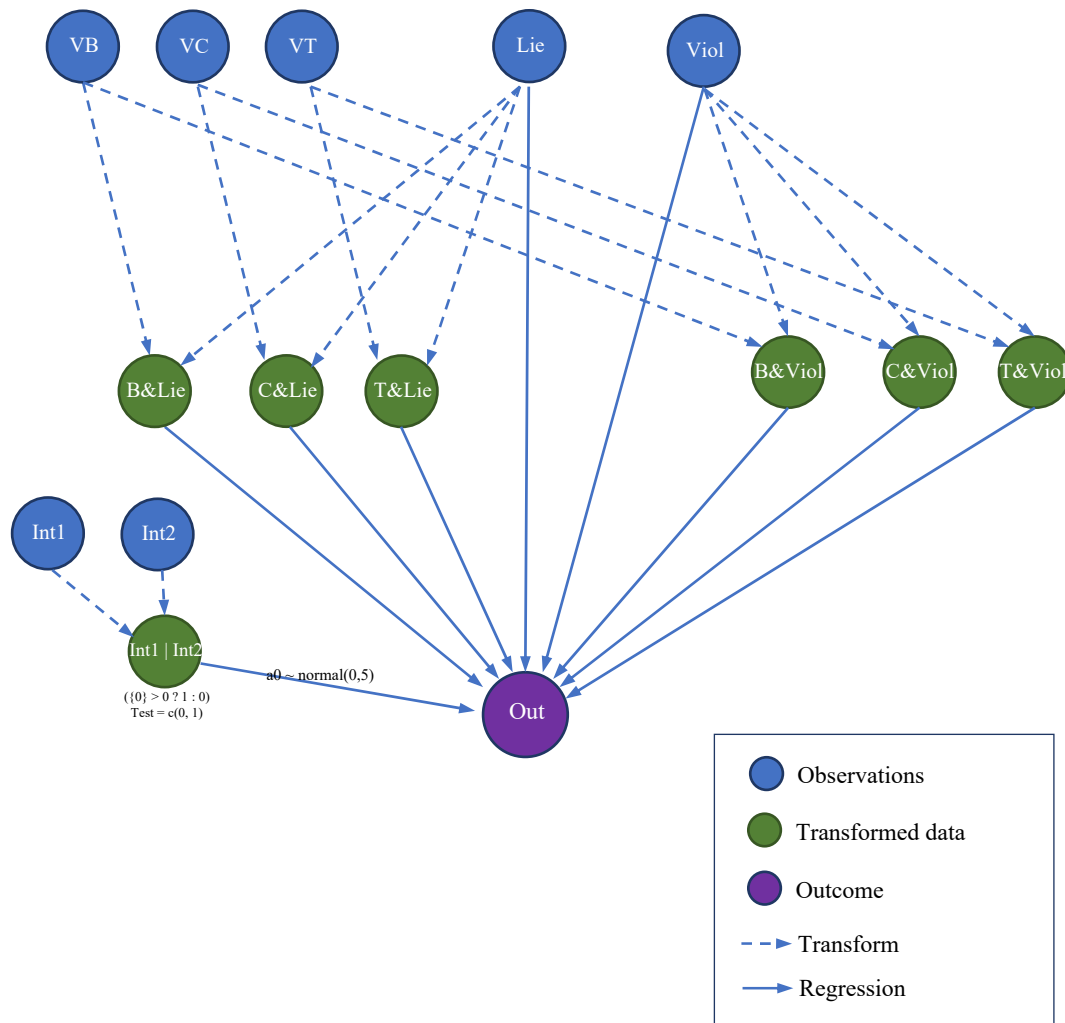 VB
VC
VT
Lie
Viol
B&Lie
C&Lie
T&Lie
B&Viol
C&Viol
T&Viol
Int1
Int2
Int1 | Int2
({0} > 0 ? 1 : 0)
Test = c(0, 1)
a0 ~ normal(0,5)
Out
Observations
Transformed data
Outcome
Transform
Regression